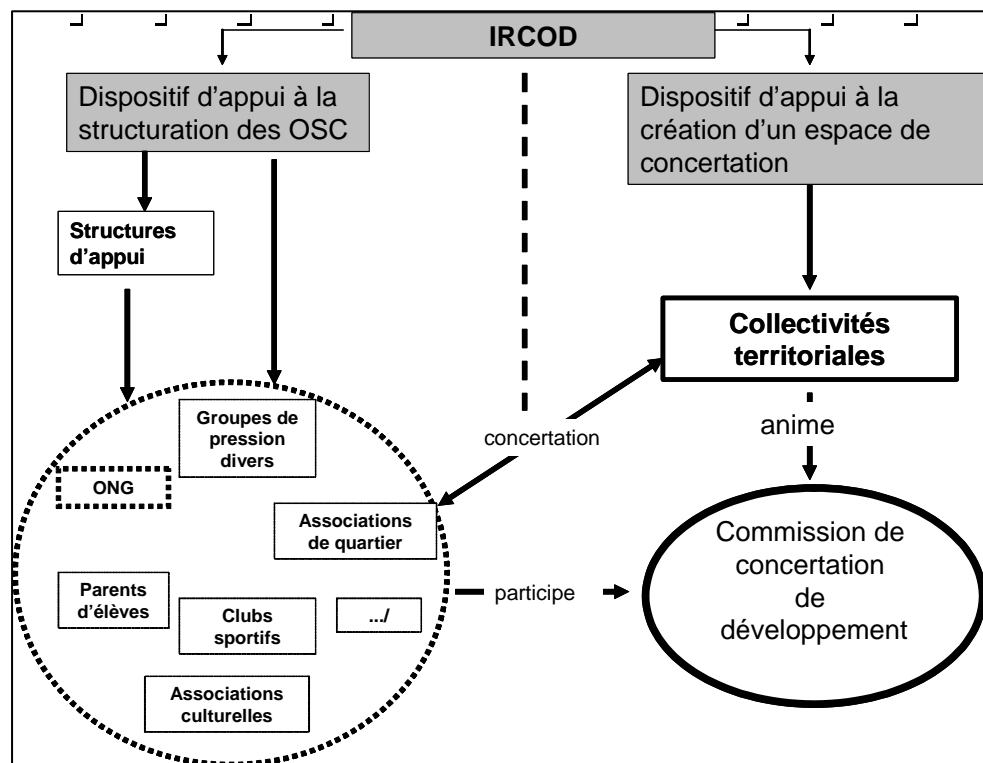 IRCOD
Dispositif d’appui à la
structuration des OSC
Dispositif d’appui à la
création d’un espace de
concertation
Structures
d’appui
Collectivités
territoriales
Groupes de
pression
divers
concertation
anime
ONG
Associations
de quartier
Commission de
concertation
de
développement
Parents
d’élèves
Clubs
sportifs
.../
participe
Associations
culturelles